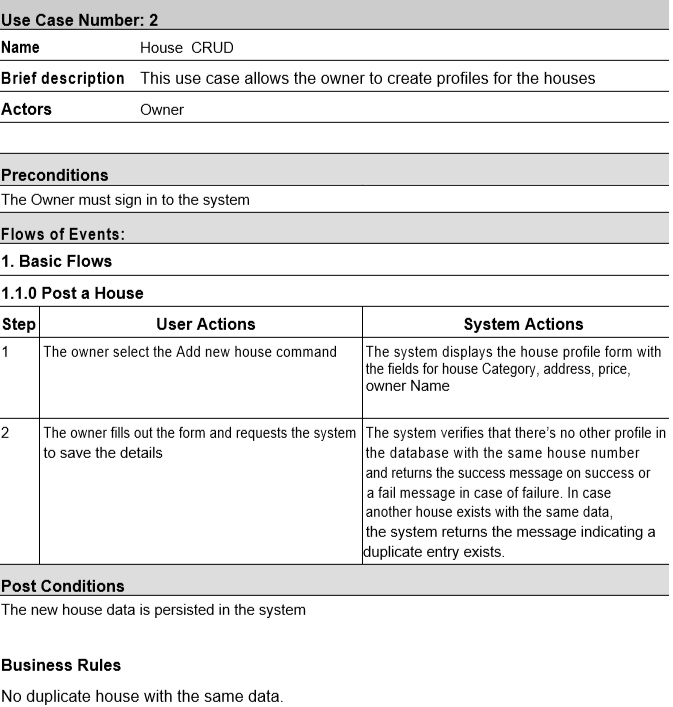 Use Case Number: 2
Name House CRUD
Brief description This use case allows the owner to create profiles for the houses
Actors Owner
Preconditions
The Owner must sign in to the system
Flows of Events:
1. Basic Flows
1.1.0 Post a House
Step User Actions System Actions
1 The owner select the Add new house command The system displays the house profile form with
the fields for house Category, address, price,
owner Name
2 The owner fills out the form and requests the system The system verifies that there's no other profile in
to save the details the database with the same house number
and returns the success message on success or
a fail message in case of failure. In case
another house exists with the same data,
the system returns the message indicating a
duplicate entry exists.
Post Conditions
The new house data is persisted in the system
Business Rules
No duplicate house with the same data.